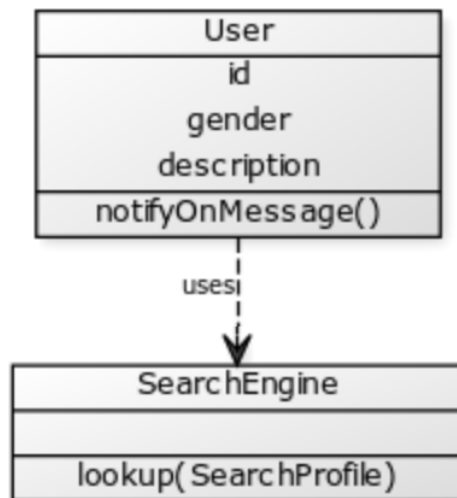 User
id
gender
description
notifyOnMessage()
uses
SearchEngine
lookup(SearchProfile)